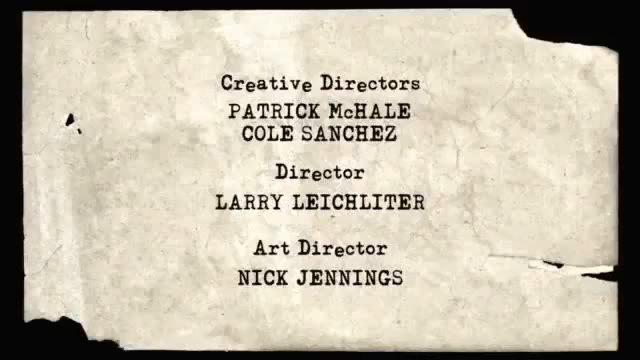 Creative Directors
PATRICK McHALE
COLE SANCHEZ
Director
LARRY LEICHLITER
Art Director
NICK JENNINGS